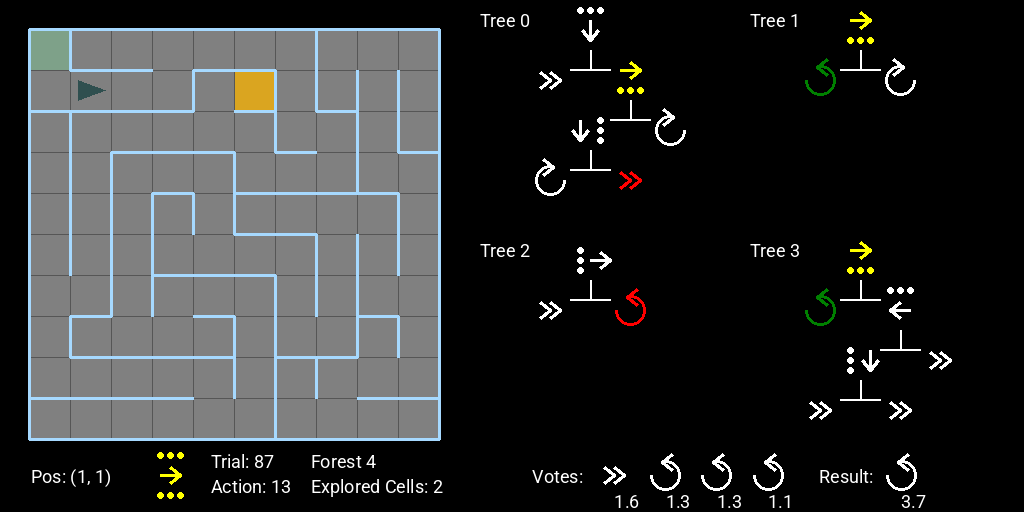 Tree 0
Tree 1
Tree 2
Tree 3
Pos: (1, 1)
Trial: 87
Forest 4
Action: 13
Explored Cells: 2
Votes:
1.6
1.3
1.3
1.1
Result:
3.7